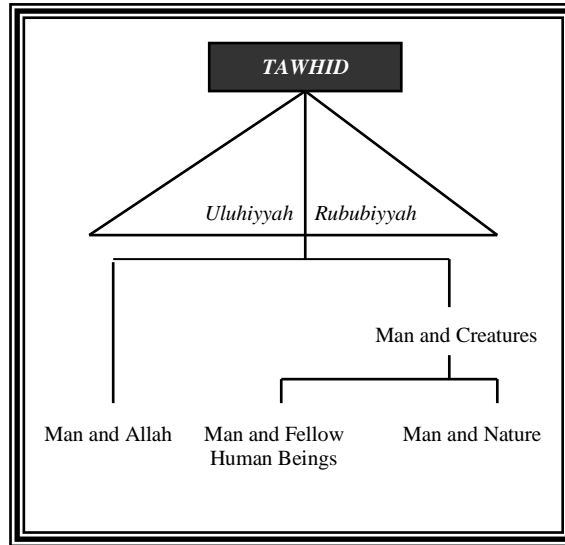 TAWHID
Uluhiyyah Rububiyyah
Man and Creatures
Man and Allah
Man and Fellow
Human Beings
Man and Nature